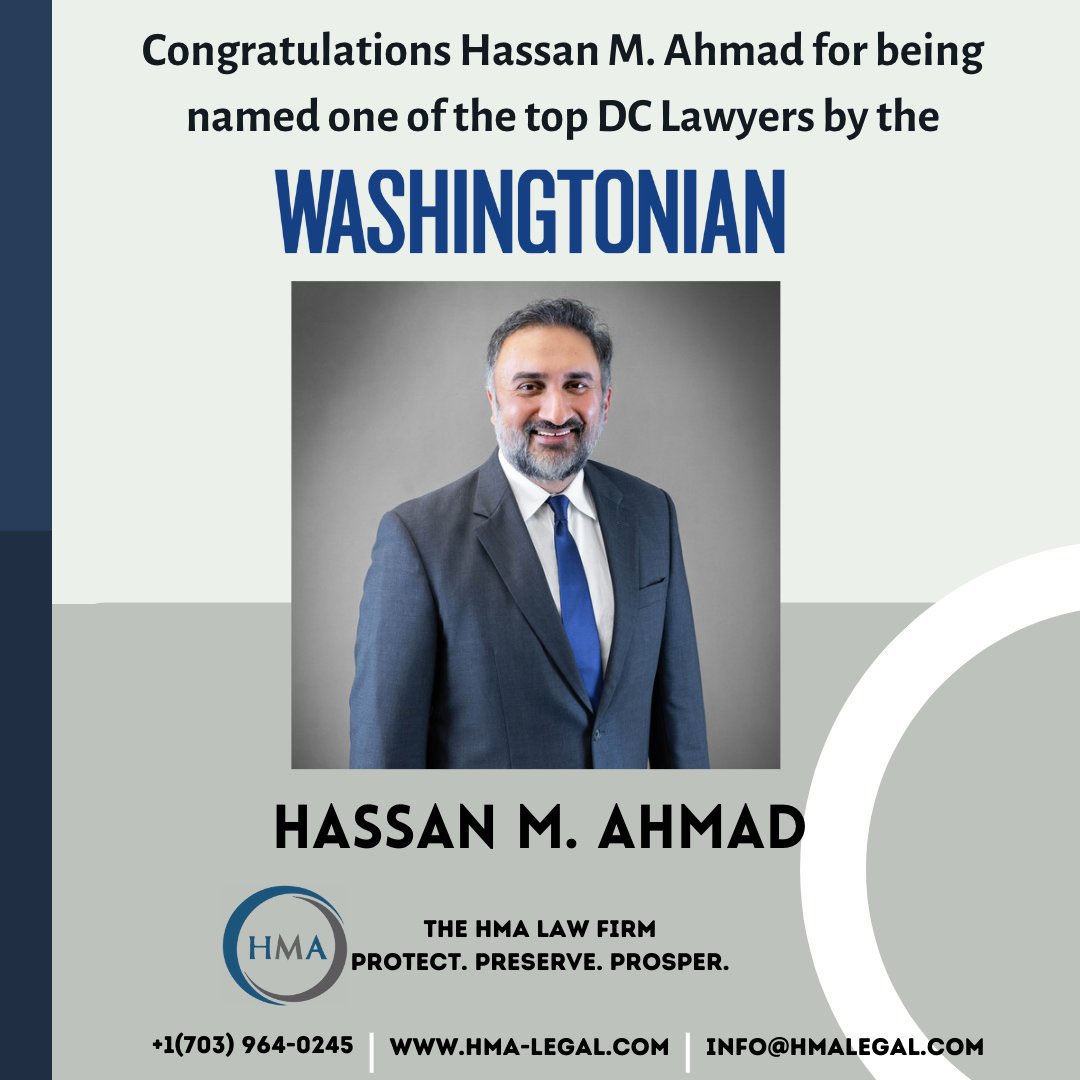 Congratulations Hassan M. Ahmad for being
named one of the top DC Lawyers by the
WASHINGTONIAN
HASSAN M. AHMAD
HMA
THE HMA LAW FIRM
PROTECT. PRESERVE. PROSPER.
+1(703) 964-0245 | WWW.HMA-LEGAL.COM | INFO@HMALEGAL.COM